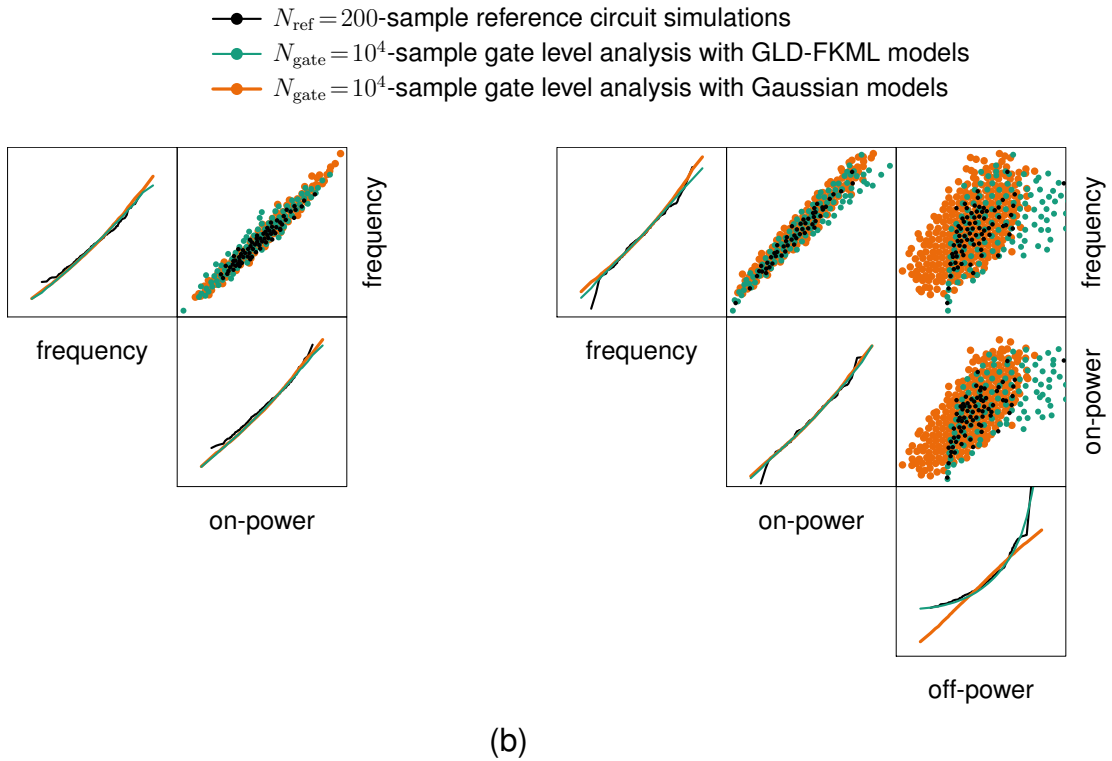 N_ref = 200-sample reference circuit simulations
N_gate = 10^4-sample gate level analysis with GLD-FKML models
N_gate = 10^4-sample gate level analysis with Gaussian models
frequency
frequency
frequency
on-power
frequency
on-power
on-power
off-power
(b)